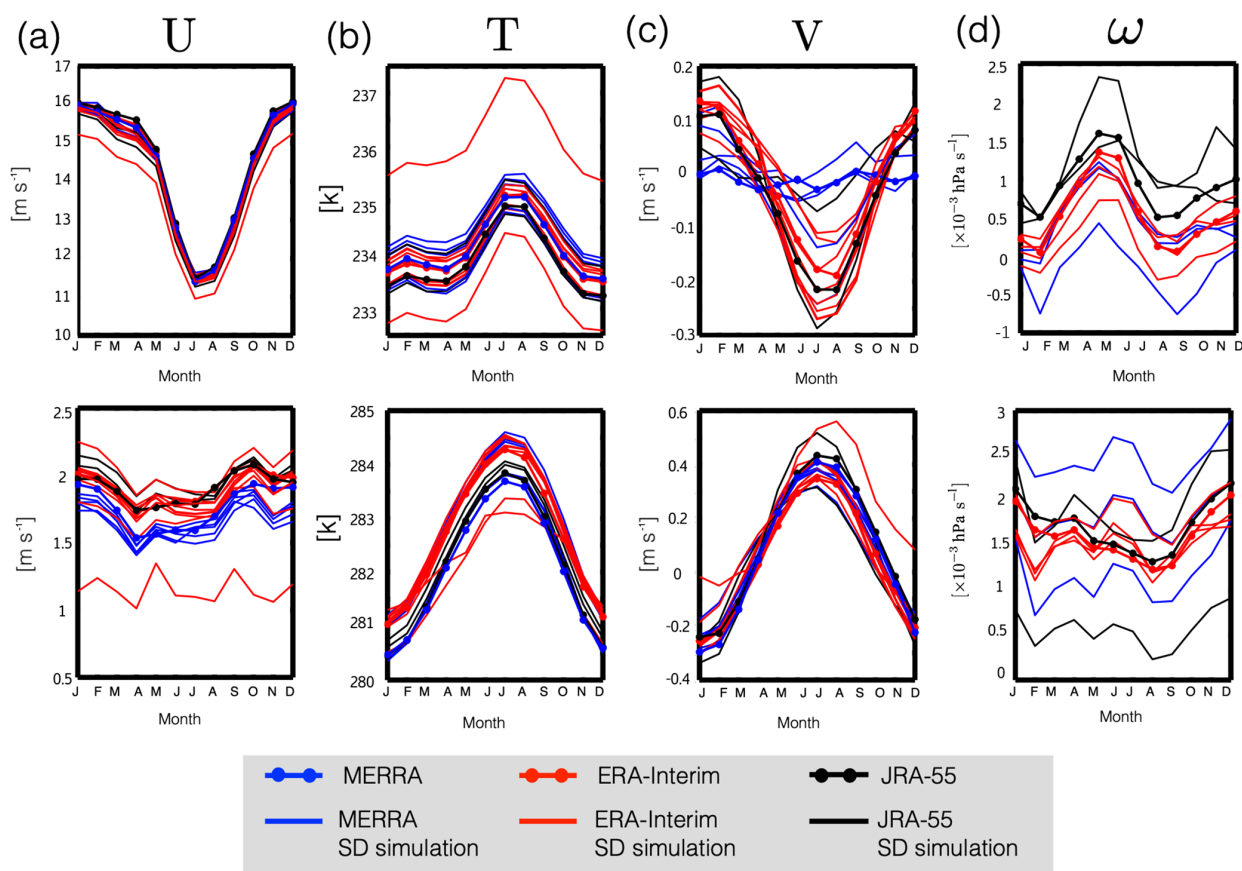 (a) U (b) T (c) V (d) ω
17
16
15
14
13
12
11
10
[m s⁻¹]
J F M A M J J A S O N D
Month
237
236
235
234
233
[k]
J F M A M J J A S O N D
Month
0.2
0.1
0
-0.1
-0.2
-0.3
[m s⁻¹]
J F M A M J J A S O N D
Month
2.5
2
1.5
1
0.5
0
-0.5
-1
[×10⁻³ hPa s⁻¹]
J F M A M J J A S O N D
Month
2.5
2
1.5
1
0.5
[m s⁻¹]
J F M A M J J A S O N D
Month
285
284
283
282
281
280
[k]
J F M A M J J A S O N D
Month
0.6
0.4
0.2
0
-0.2
-0.4
[m s⁻¹]
J F M A M J J A S O N D
Month
3
2.5
2
1.5
1
0.5
0
[×10⁻³ hPa s⁻¹]
J F M A M J J A S O N D
Month
MERRA ERA-Interim JRA-55
MERRA ERA-Interim JRA-55
SD simulation SD simulation SD simulation